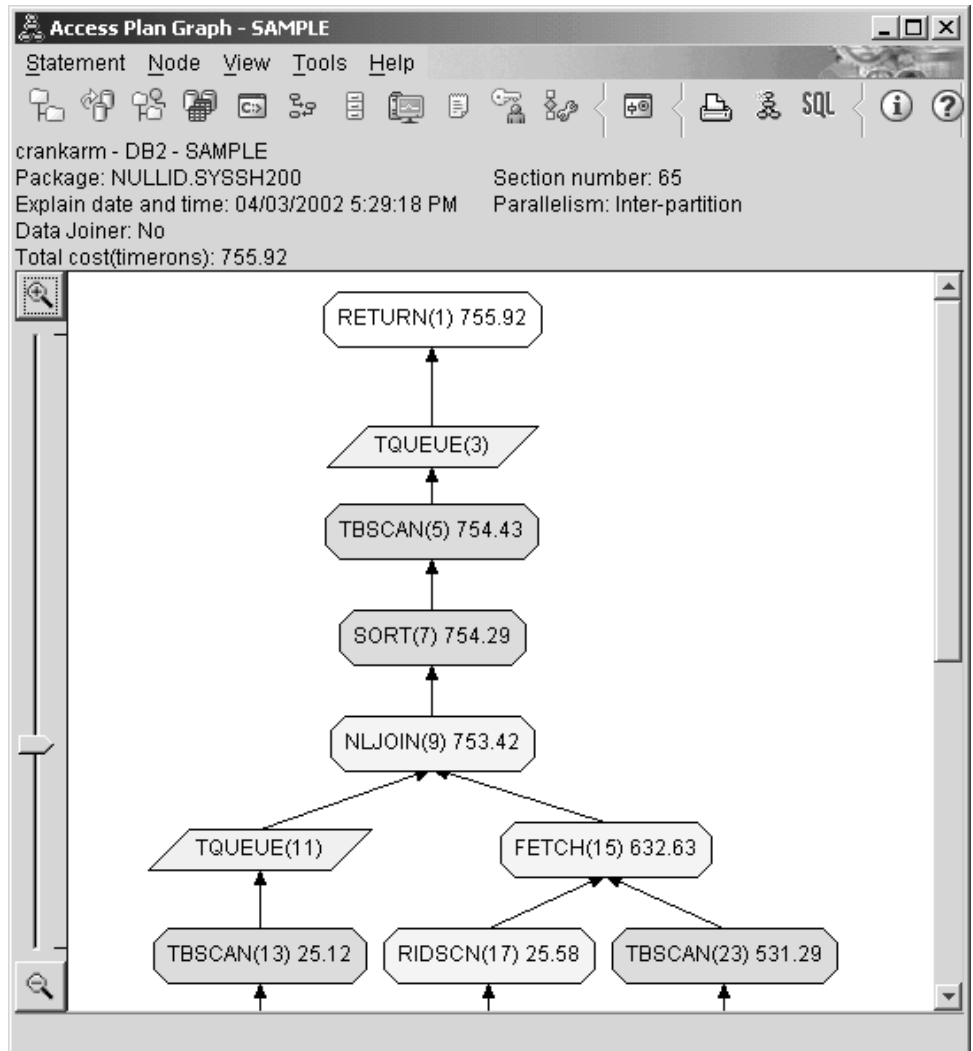 Access Plan Graph - SAMPLE
Statement Node View Tools Help
C:> SQL i ?
crankarm - DB2 - SAMPLE
Package: NULLID.SYSSH200 Section number: 65
Explain date and time: 04/03/2002 5:29:18 PM Parallelism: Inter-partition
Data Joiner: No
Total cost(timerons): 755.92
RETURN(1) 755.92
TQUEUE(3)
TBSCAN(5) 754.43
SORT(7) 754.29
NLJOIN(9) 753.42
TQUEUE(11) FETCH(15) 632.63
TBSCAN(13) 25.12 RIDSCN(17) 25.58 TBSCAN(23) 531.29